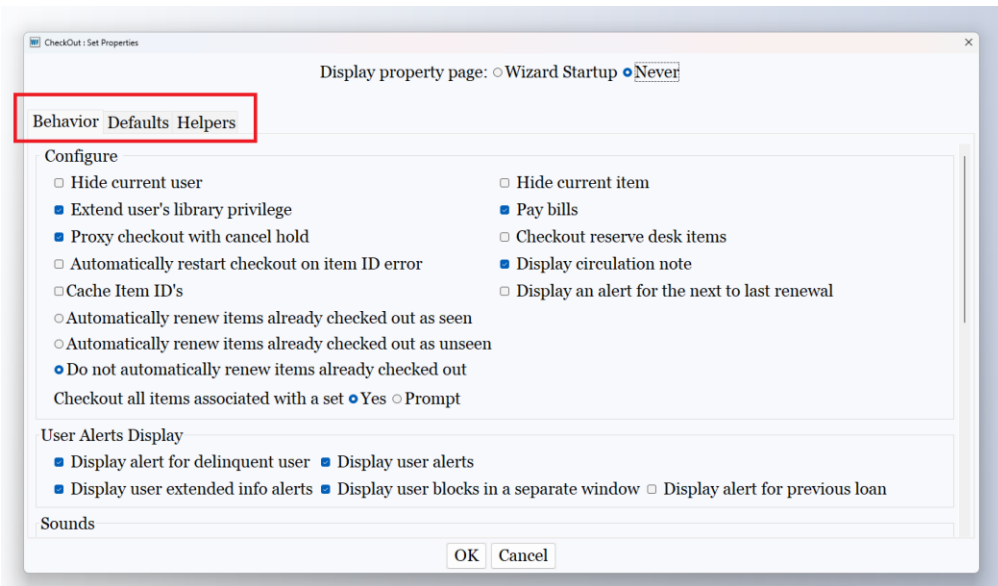 WF CheckOut : Set Properties
Display property page: Wizard Startup Never
Behavior Defaults Helpers
Configure
Hide current user Hide current item
Extend user's library privilege Pay bills
Proxy checkout with cancel hold Checkout reserve desk items
Automatically restart checkout on item ID error Display circulation note
Cache Item ID's Display an alert for the next to last renewal
Automatically renew items already checked out as seen
Automatically renew items already checked out as unseen
Do not automatically renew items already checked out
Checkout all items associated with a set Yes Prompt
User Alerts Display
Display alert for delinquent user Display user alerts
Display user extended info alerts Display user blocks in a separate window Display alert for previous loan
Sounds
OK Cancel